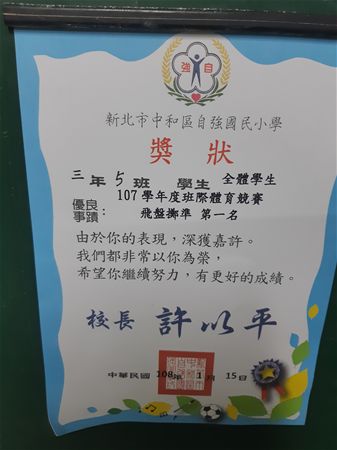 強 自
新北市中和區自強國民小學
獎狀
三年5班 學生 全體學生
優良事蹟：107學年度班際體育競賽
飛盤擲準 第一名
由於你的表現，深獲嘉許。
我們都非常以你為榮，
希望你繼續努力，有更好的成績。
校長 許以平
中華民國 108年 1月 15日